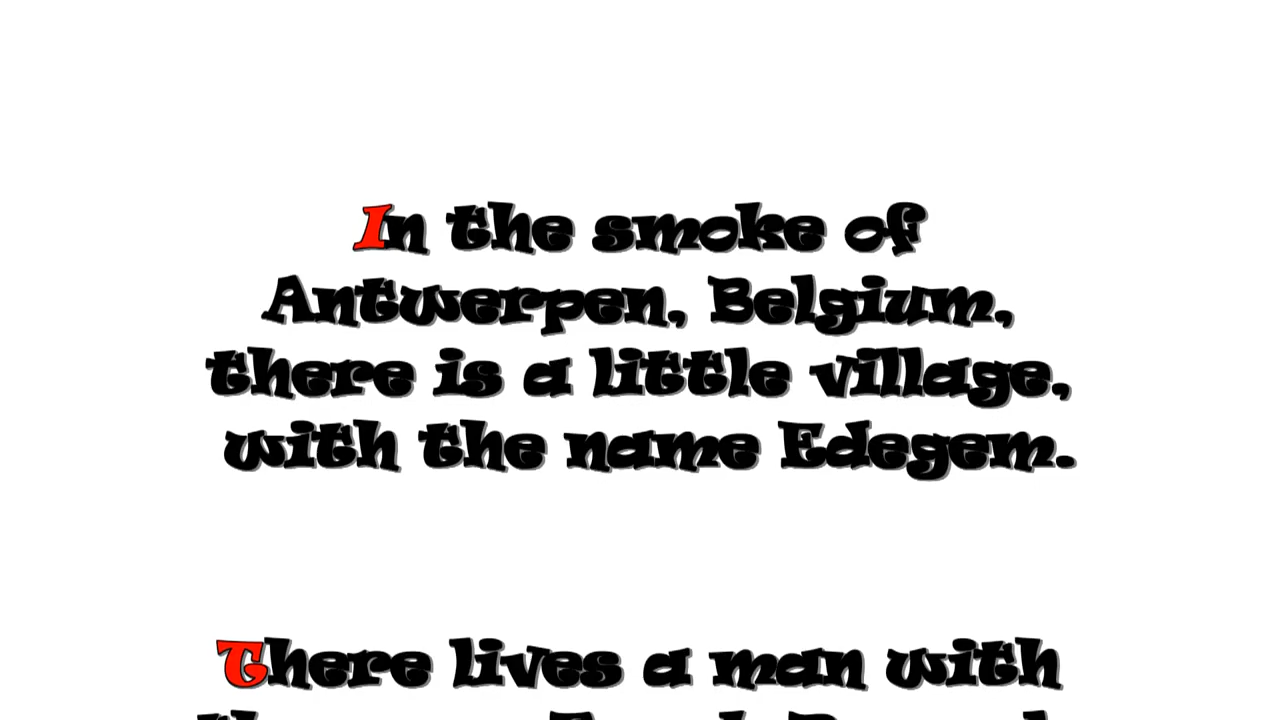 In the smoke of
Antwerpen, Belgium,
there is a little village,
with the name Edegem.
There lives a man with